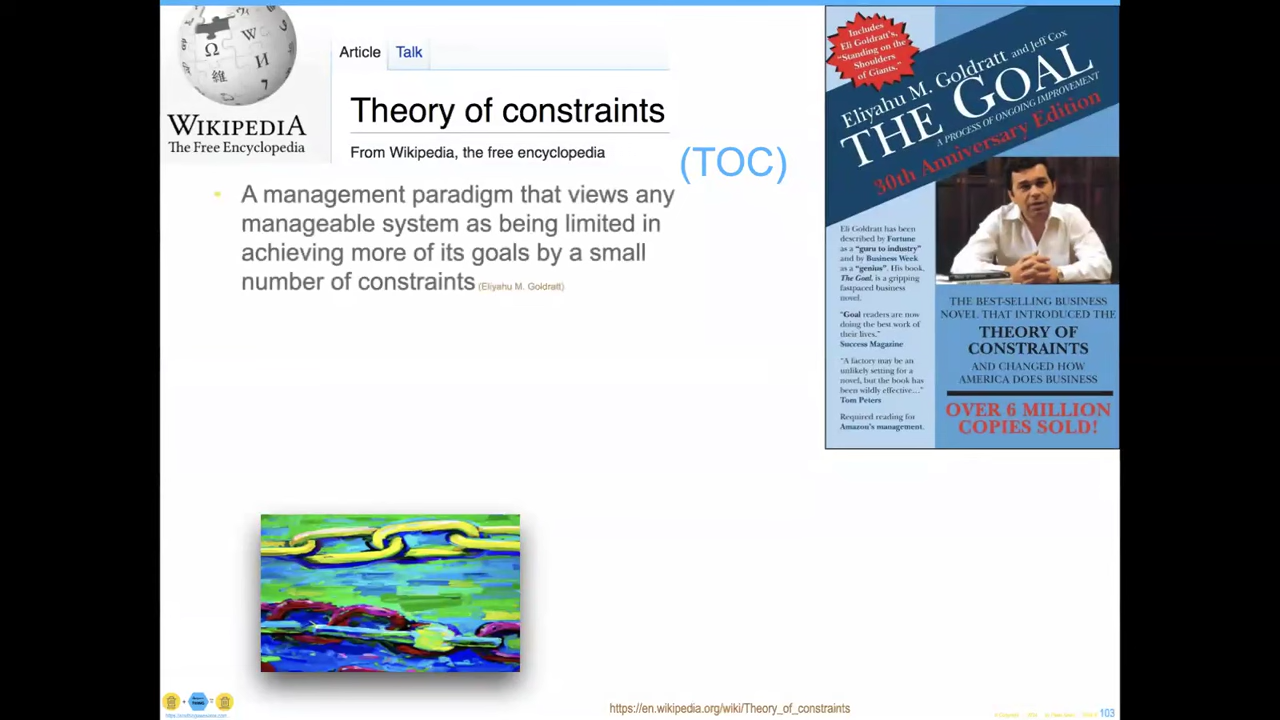 Article Talk
WIKIPEDIA
The Free Encyclopedia
Theory of constraints
From Wikipedia, the free encyclopedia
(TOC)
• A management paradigm that views any
manageable system as being limited in
achieving more of its goals by a small
number of constraints (Eliyahu M. Goldratt)
Includes
Eli Goldratt's,
"Standing on the
Shoulders
of Giants."
Eliyahu M. Goldratt and Jeff Cox
THE GOAL
A PROCESS OF ONGOING IMPROVEMENT
30th Anniversary Edition
Eli Goldratt has been
described by Fortune
as a "guru to industry"
and by Business Week
as a "genius". His book,
The Goal, is a gripping
fastpaced business
novel.
"Goal readers are now
doing the best work of
their lives."
Success Magazine
"A factory may be an
unlikely setting for a
novel, but the book has
been wildly effective..."
Tom Peters
Required reading for
Amazon's management.
THE BEST-SELLING BUSINESS
NOVEL THAT INTRODUCED THE
THEORY OF
CONSTRAINTS
AND CHANGED HOW
AMERICA DOES BUSINESS
OVER 6 MILLION
COPIES SOLD!
https://en.wikipedia.org/wiki/Theory_of_constraints
103